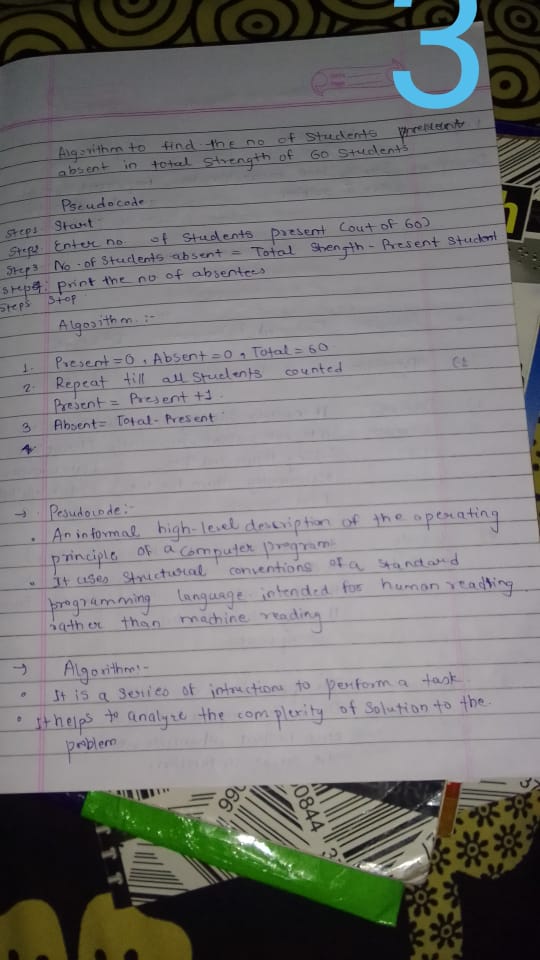 3
Algorithm to find the no of Students
absent in total Strength of 60 Students
Pseudocode
Step1 Start
Step2 Enter no. of Students present (out of 60)
Step3 No. of Students absent = Total Stength - Present Student
Step4: print the no of absentees
Step5 Stop
Algorithm :-
1. Present = 0, Absent = 0, Total = 60
2. Repeat till all Students counted
Present = Present +1.
3 Absent = Total - Present
4
→ Pesudocode :-
• An informal high-level description of the operating
principle of a computer program.
• It uses structural conventions of a standard
programming language intended for human reading
rather than machine reading
→ Algorithm :-
• It is a series of intructions to perform a task.
• It helps to analyze the complexity of Solution to the
problem
990
0844